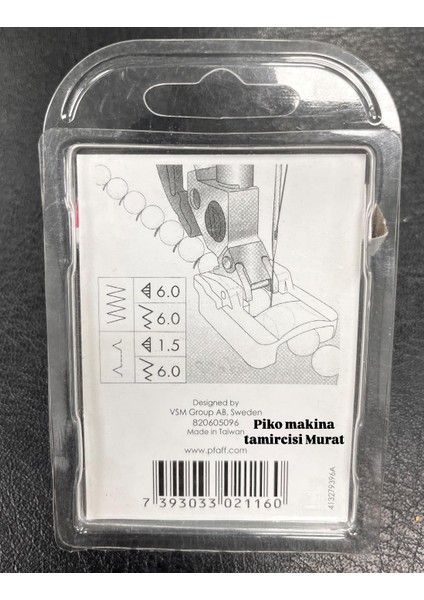 6.0
6.0
1.5
6.0
Designed by
VSM Group AB, Sweden
820605096
Made in Taiwan
www.pfaff.com
Piko makina
tamircisi Murat
7 393033 021160
413279396A